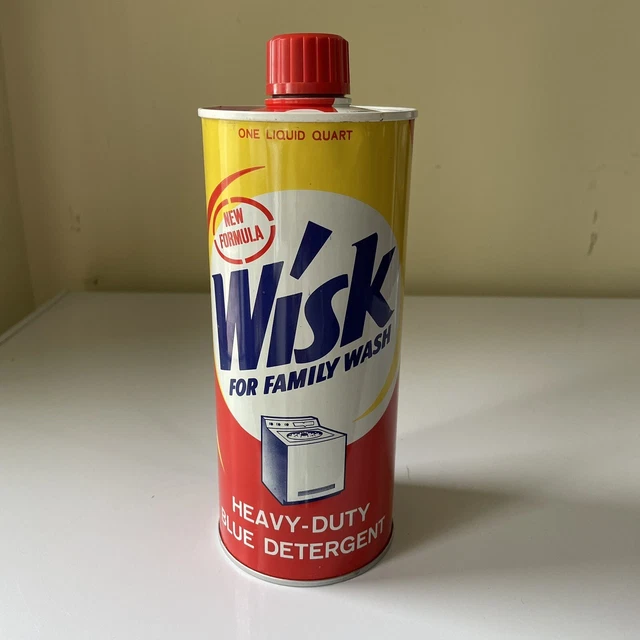 ONE LIQUID QUART
NEW
FORMULA
Wisk
FOR FAMILY WASH
HEAVY-DUTY
BLUE DETERGENT